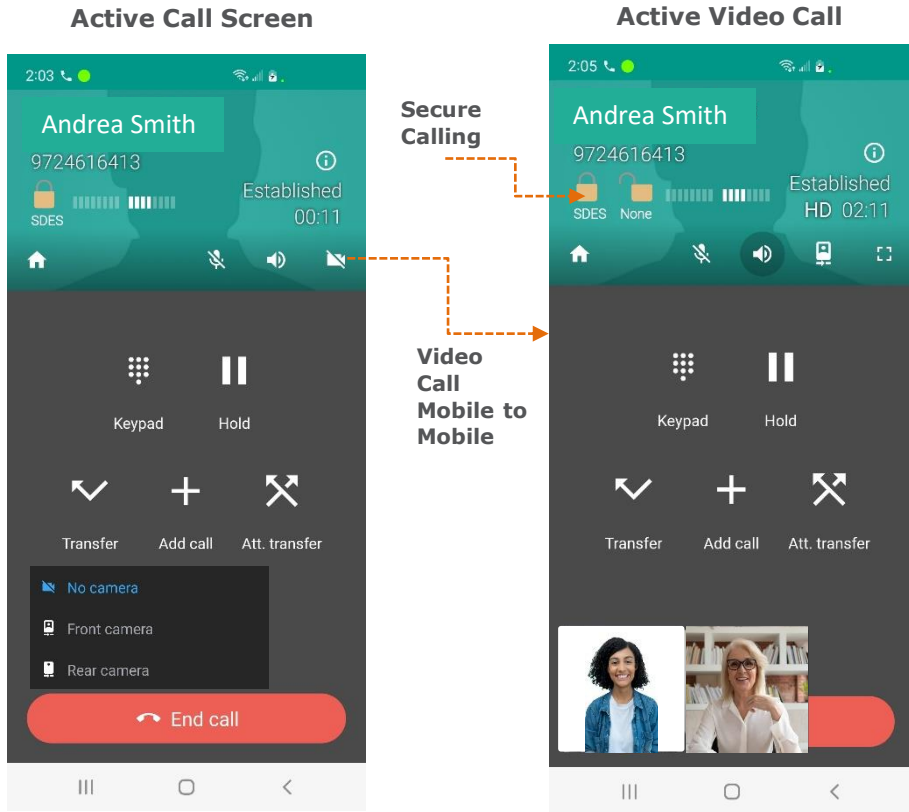 Active Call Screen
2:03
Andrea Smith
9724616413
Established
SDES
00:11
Keypad Hold
Transfer Add call Att. transfer
No camera
Front camera
Rear camera
End call
Secure
Calling
Video
Call
Mobile to
Mobile
Active Video Call
2:05
Andrea Smith
9724616413
Established
SDES None HD 02:11
Keypad Hold
Transfer Add call Att. transfer